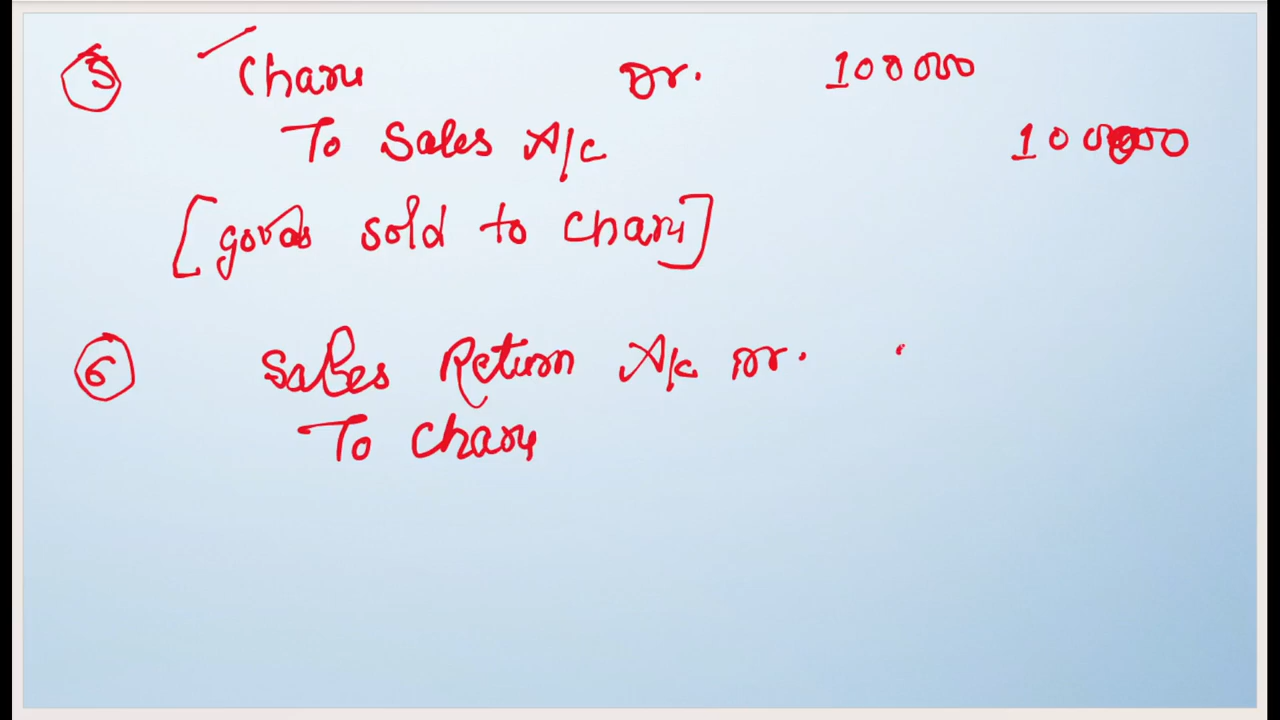 5 Charu Dr. 100000
To Sales A/c 100000
[goods sold to Charu]
6 Sales Return A/c Dr.
To Charu